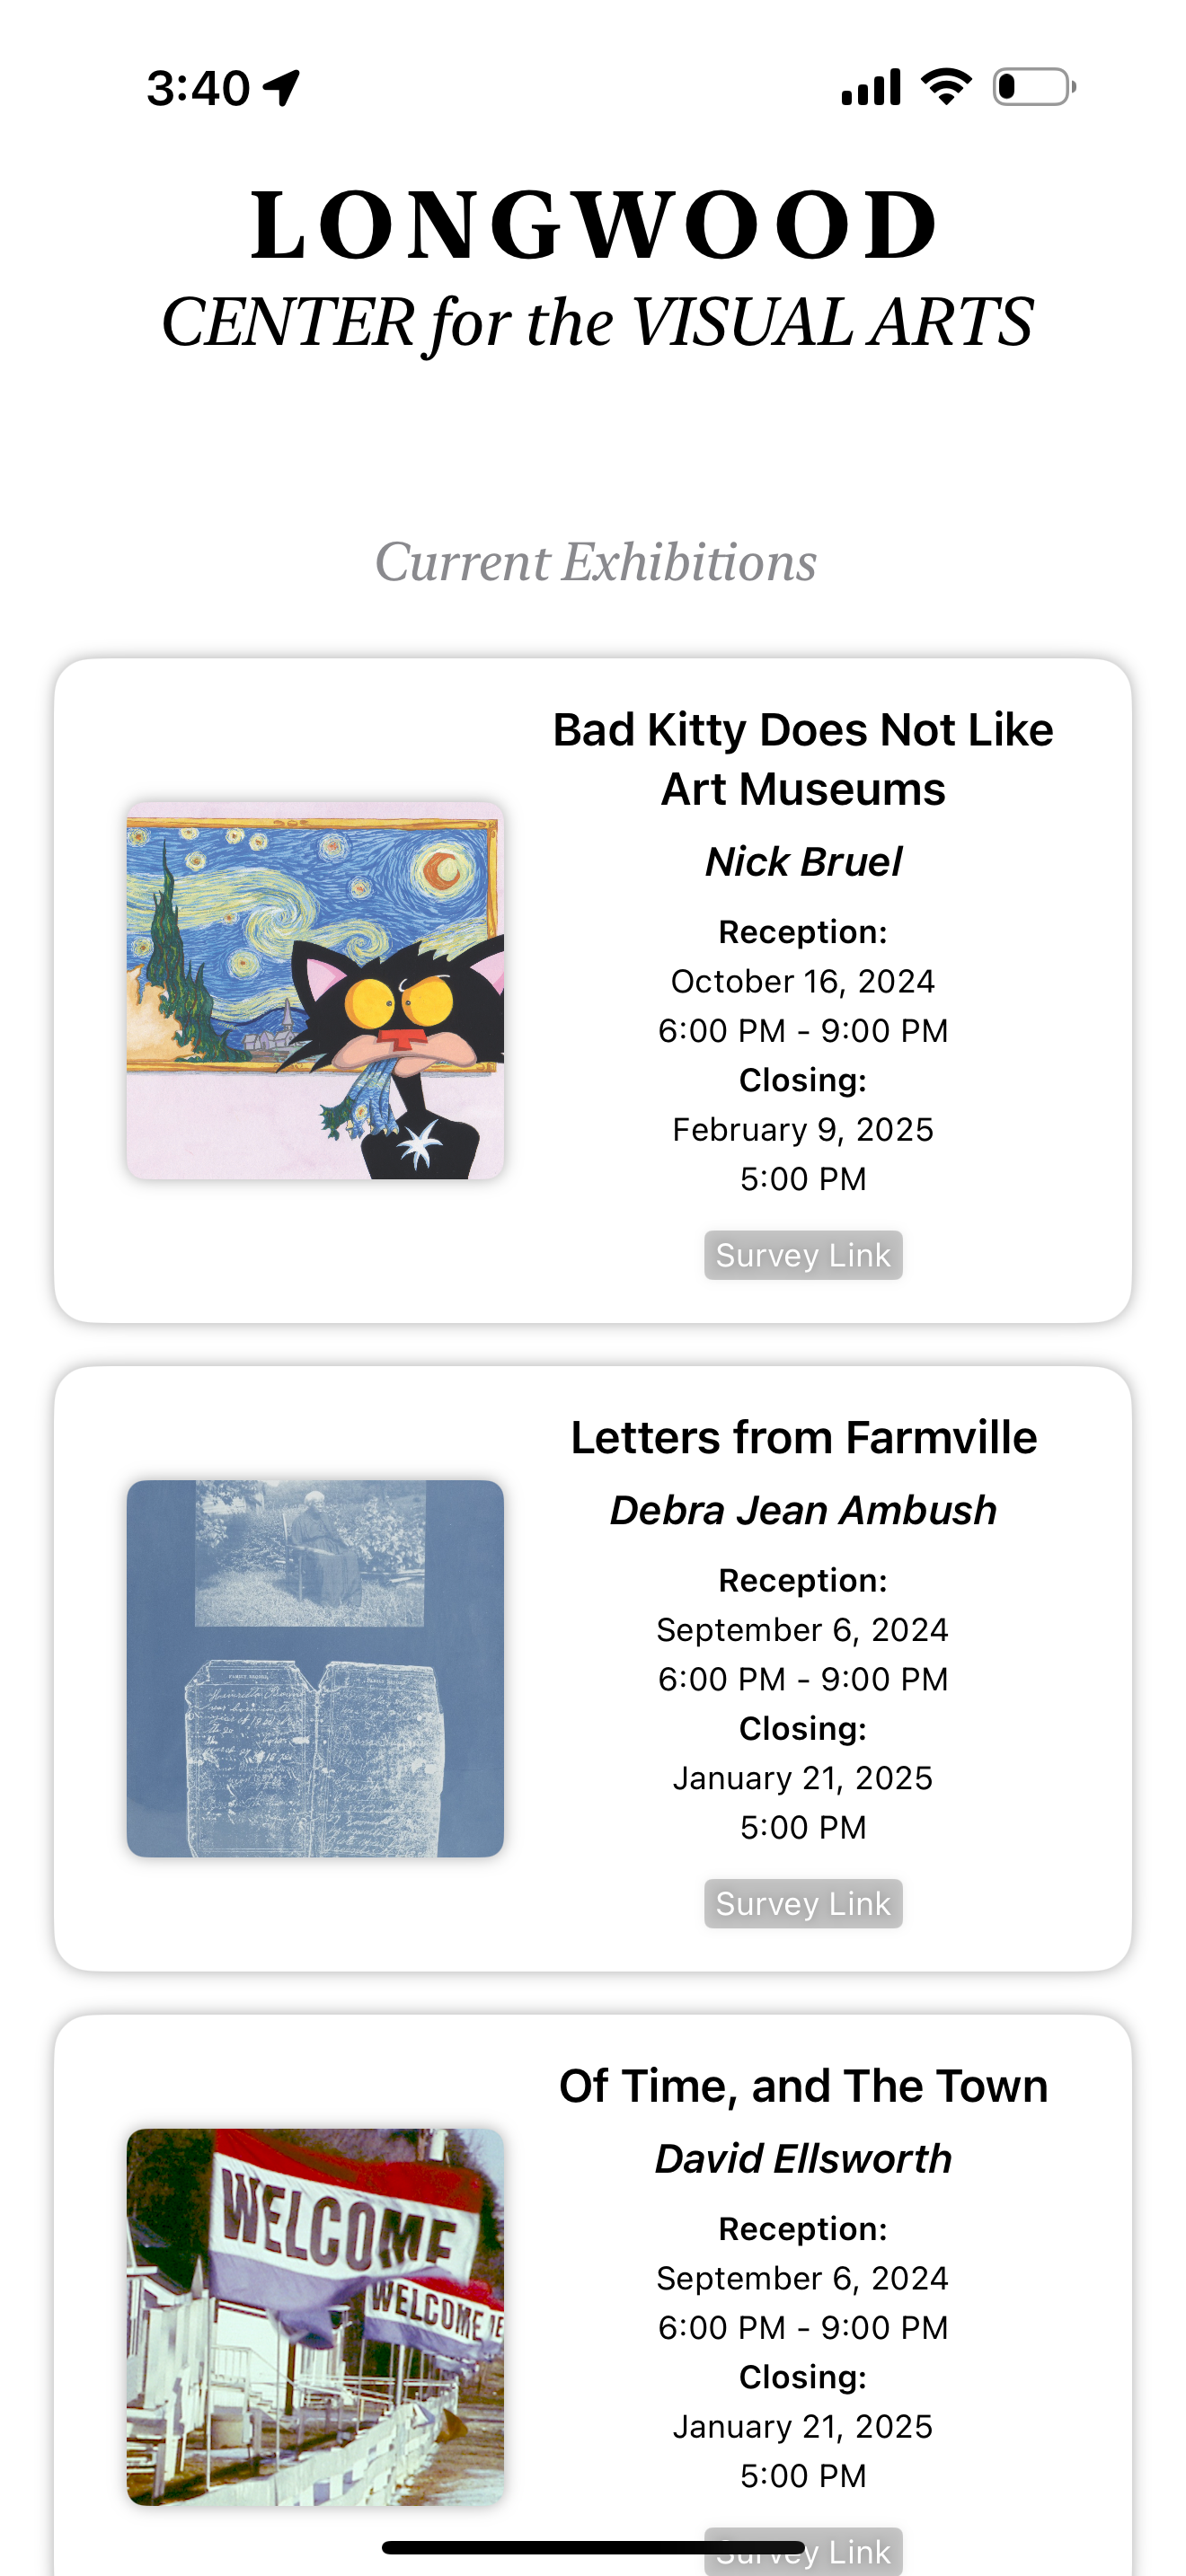 3:40
LONGWOOD
CENTER for the VISUAL ARTS
Current Exhibitions
Bad Kitty Does Not Like
Art Museums
Nick Bruel
Reception:
October 16, 2024
6:00 PM - 9:00 PM
Closing:
February 9, 2025
5:00 PM
Survey Link
Letters from Farmville
Debra Jean Ambush
Reception:
September 6, 2024
6:00 PM - 9:00 PM
Closing:
January 21, 2025
5:00 PM
Survey Link
Of Time, and The Town
David Ellsworth
WELCOME
WELCOME
Reception:
September 6, 2024
6:00 PM - 9:00 PM
Closing:
January 21, 2025
5:00 PM
Survey Link